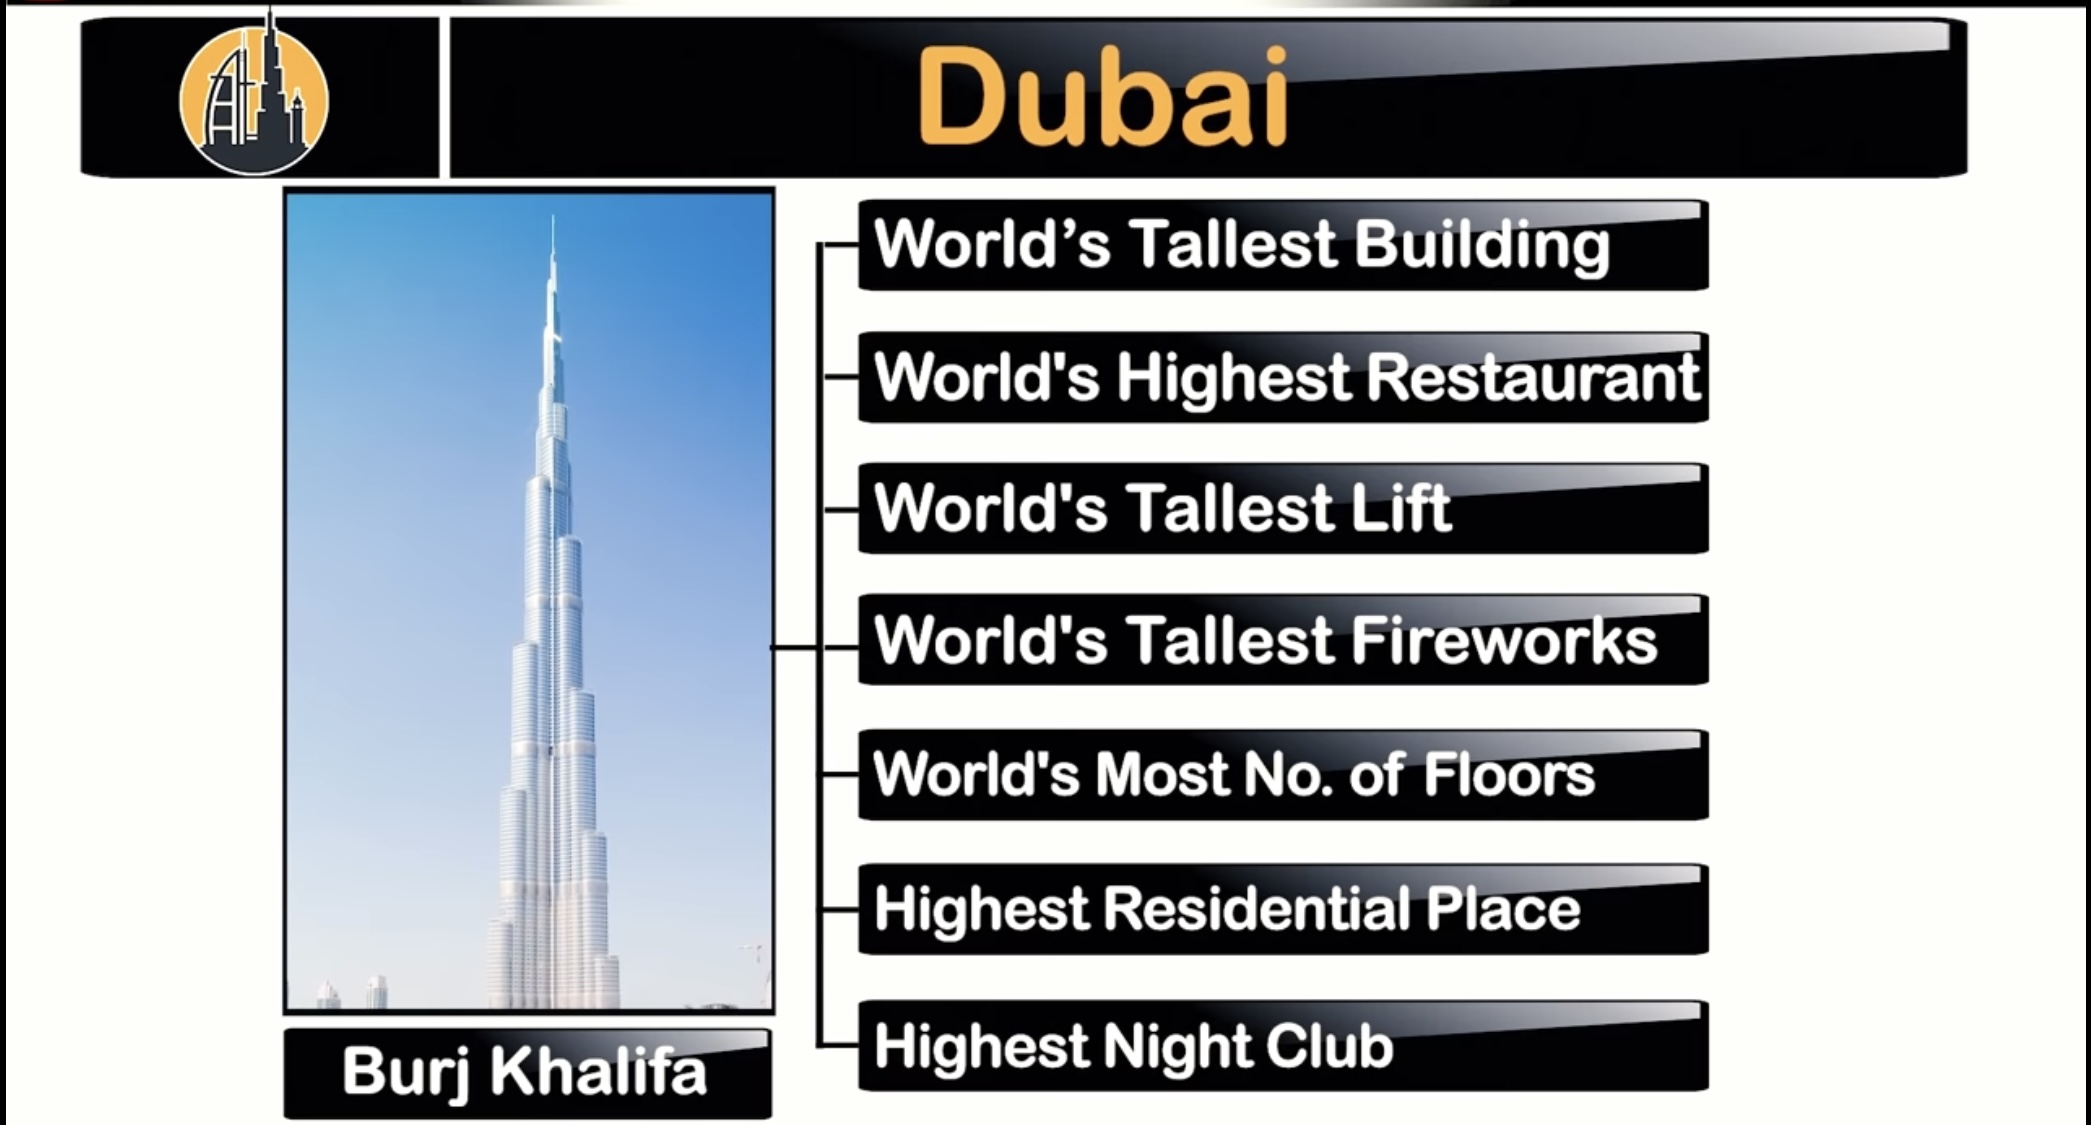 Dubai
World’s Tallest Building
World's Highest Restaurant
World's Tallest Lift
World's Tallest Fireworks
World's Most No. of Floors
Highest Residential Place
Highest Night Club
Burj Khalifa